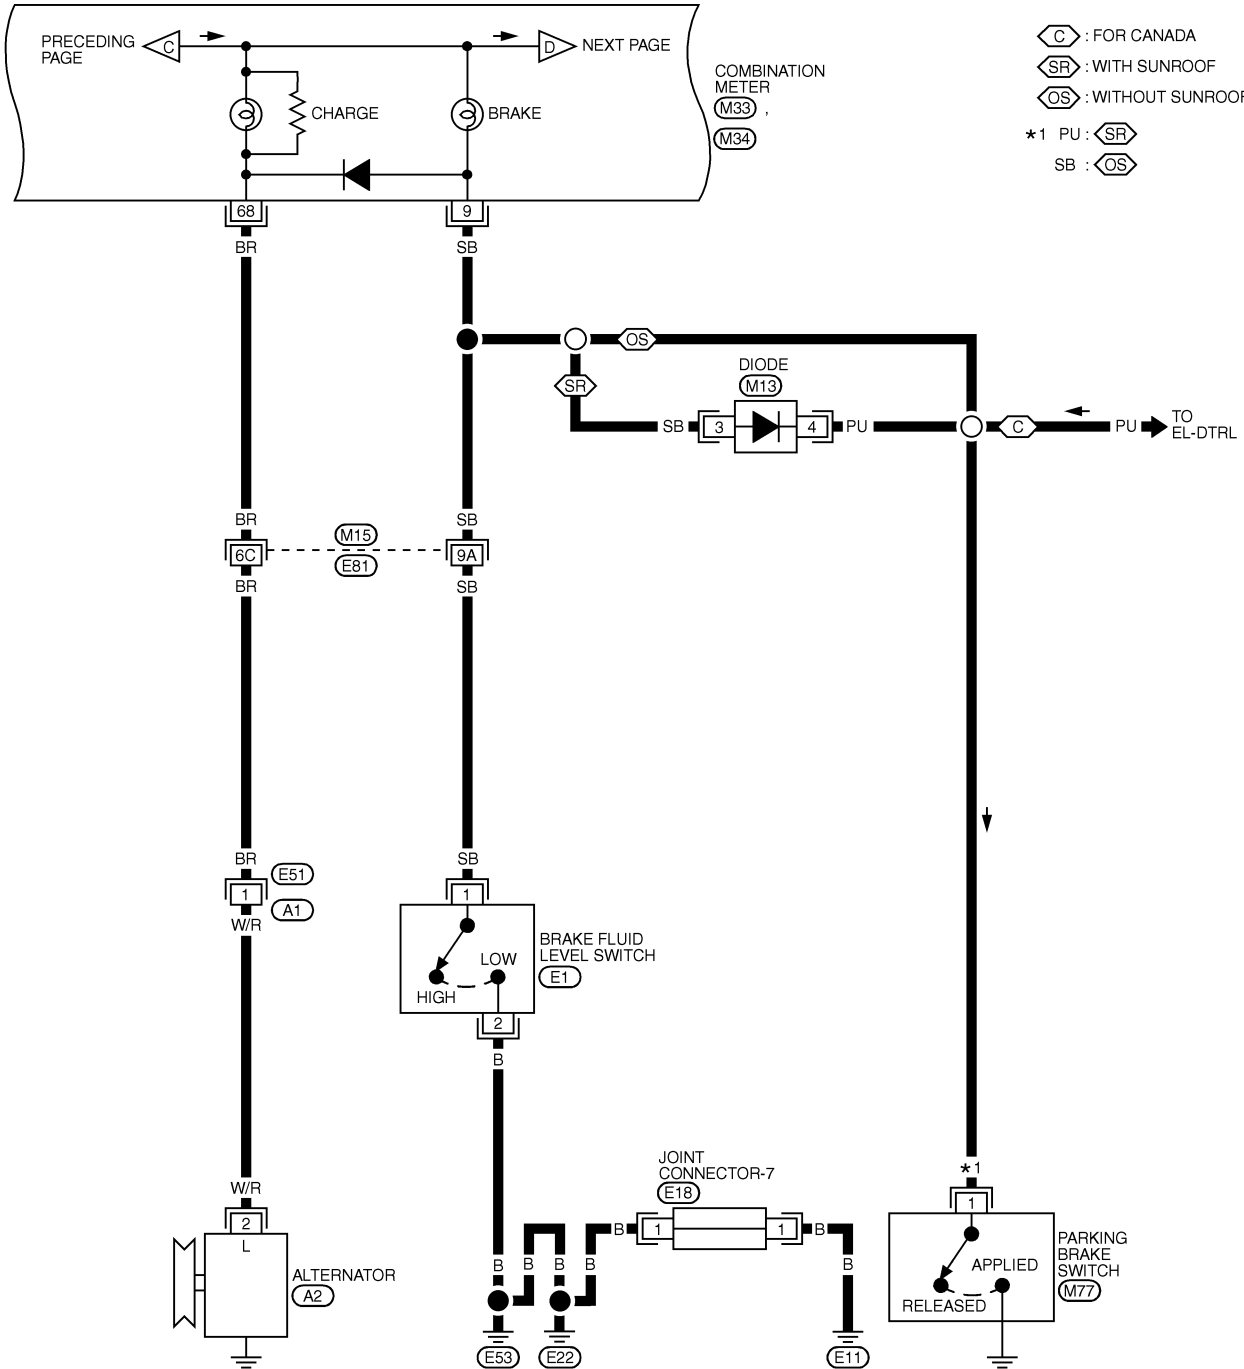 PRECEDING
PAGE
C
D
NEXT PAGE
CHARGE
BRAKE
COMBINATION
METER
M33 ,
M34
C : FOR CANADA
SR : WITH SUNROOF
OS : WITHOUT SUNROOF
*1 PU : SR
SB : OS
68
9
BR
SB
OS
SR
DIODE
M13
SB
3
4
PU
C
PU
TO
EL-DTRL
BR
SB
6C
M15
E81
9A
BR
SB
BR
SB
1
E51
A1
W/R
1
BRAKE FLUID
LEVEL SWITCH
E1
LOW
HIGH
2
B
W/R
2
L
ALTERNATOR
A2
JOINT
CONNECTOR-7
E18
B
1
1
B
B
B
B
B
B
E53
E22
E11
*1
1
APPLIED
RELEASED
PARKING
BRAKE
SWITCH
M77